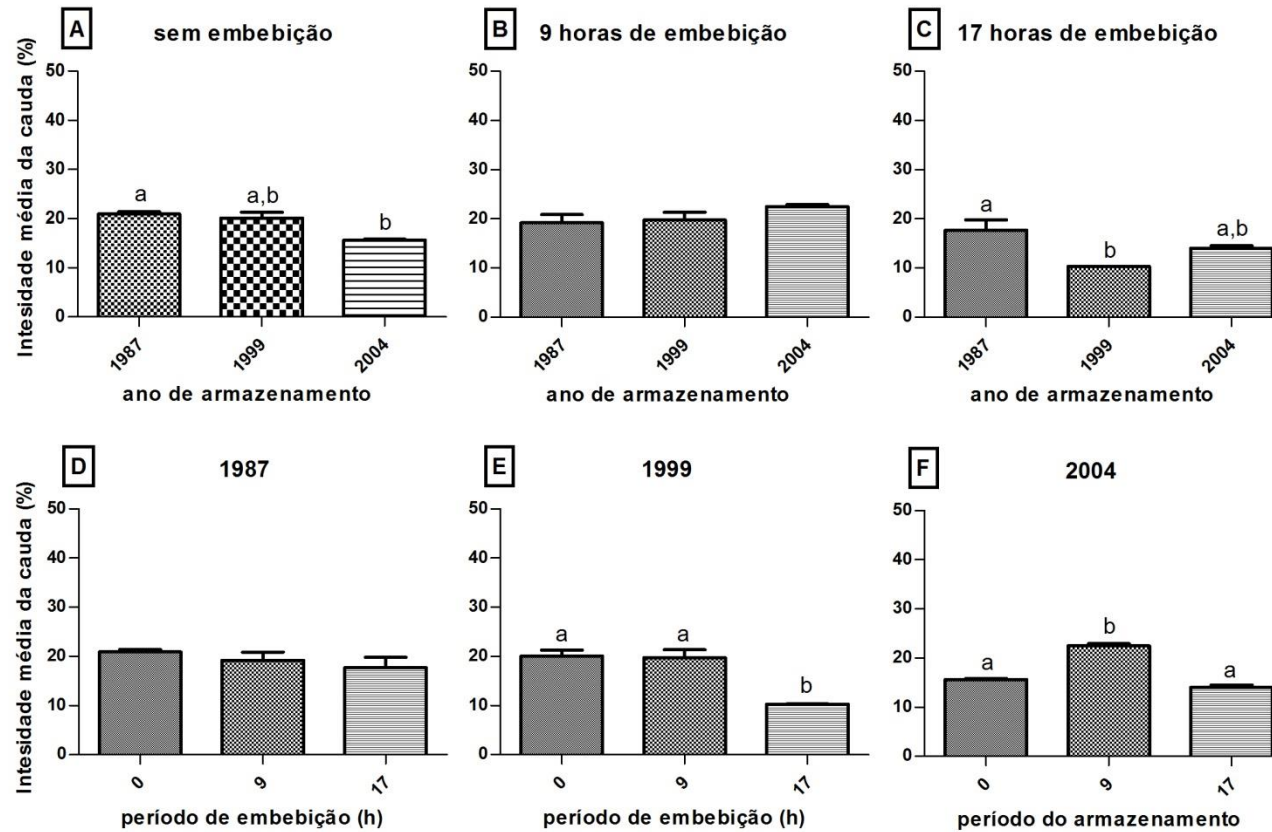 A sem embebição
Intesidade média da cauda (%)
50
40
30
20
10
0
a
a,b
b
1987
1999
2004
ano de armazenamento
B 9 horas de embebição
50
40
30
20
10
0
1987
1999
2004
ano de armazenamento
C 17 horas de embebição
50
40
30
20
10
0
a
b
a,b
1987
1999
2004
ano de armazenamento
D 1987
Intesidade média da cauda (%)
50
40
30
20
10
0
0
9
17
período de embebição (h)
E 1999
50
40
30
20
10
0
a
a
b
0
9
17
período de embebição (h)
F 2004
50
40
30
20
10
0
a
b
a
0
9
17
período do armazenamento